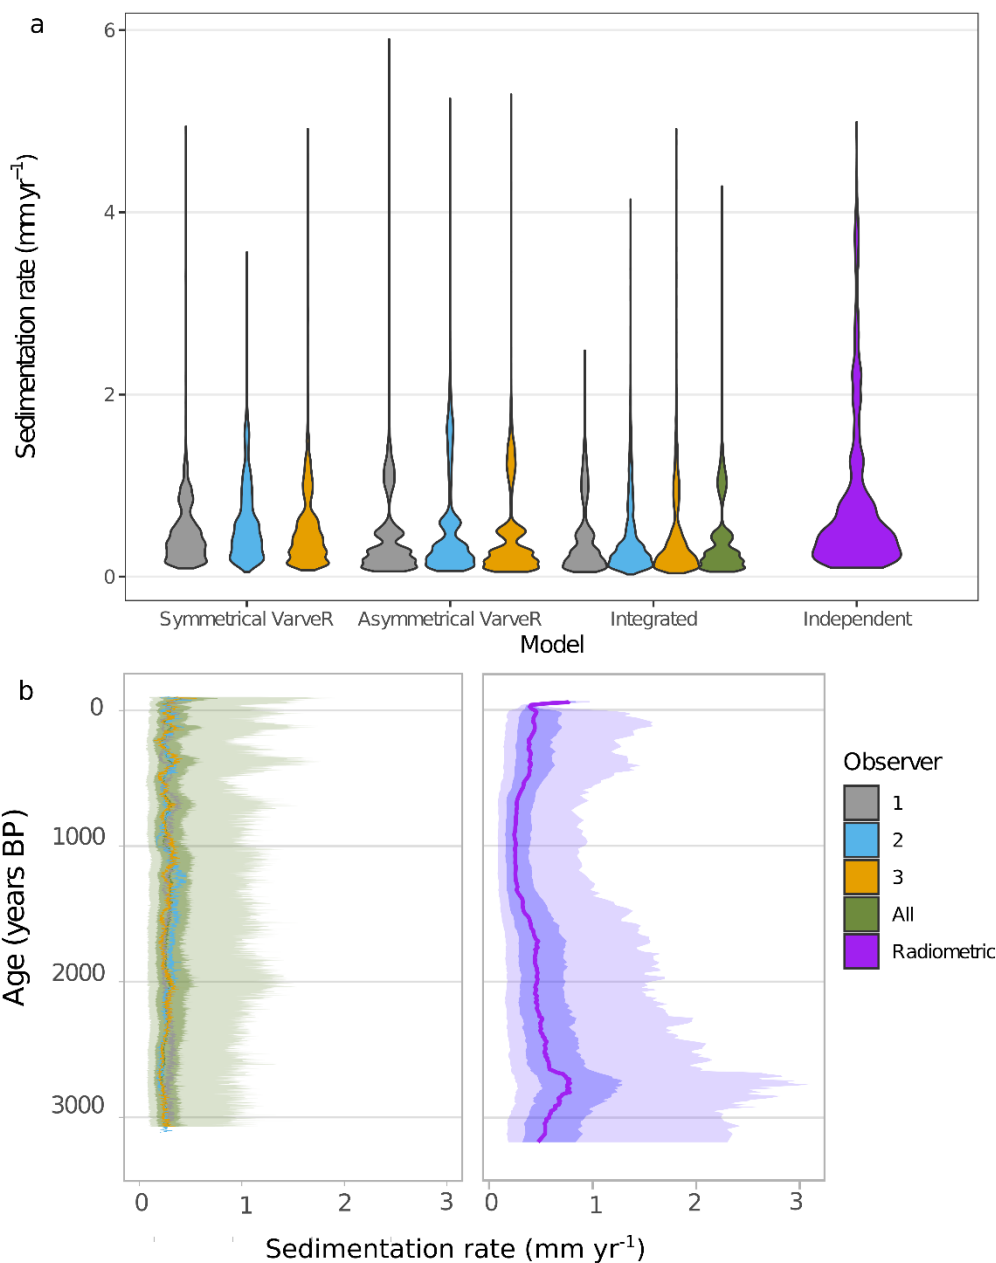 a
Sedimentation rate (mm yr⁻¹)
6
4
2
0
Symmetrical VarveR Asymmetrical VarveR Integrated Independent
Model
b
Age (years BP)
0
1000
2000
3000
0 1 2 3 0 1 2 3
Sedimentation rate (mm yr⁻¹)
Observer
1
2
3
All
Radiometric